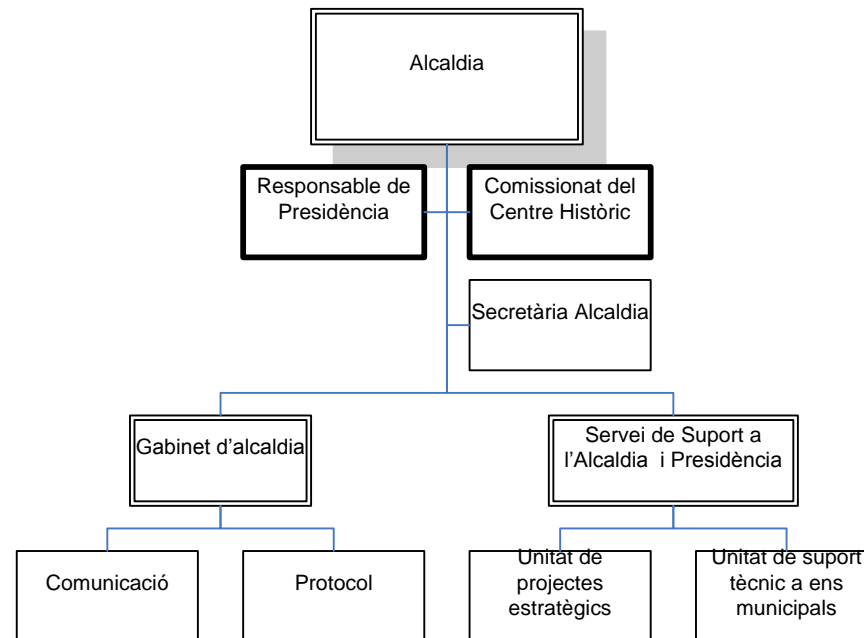 Alcaldia
Responsable de
Presidència
Comissionat del
Centre Històric
Secretària Alcaldia
Gabinet d’alcaldia
Servei de Suport a
l’Alcaldia i Presidència
Comunicació
Protocol
Unitat de
projectes
estratègics
Unitat de suport
tècnic a ens
municipals